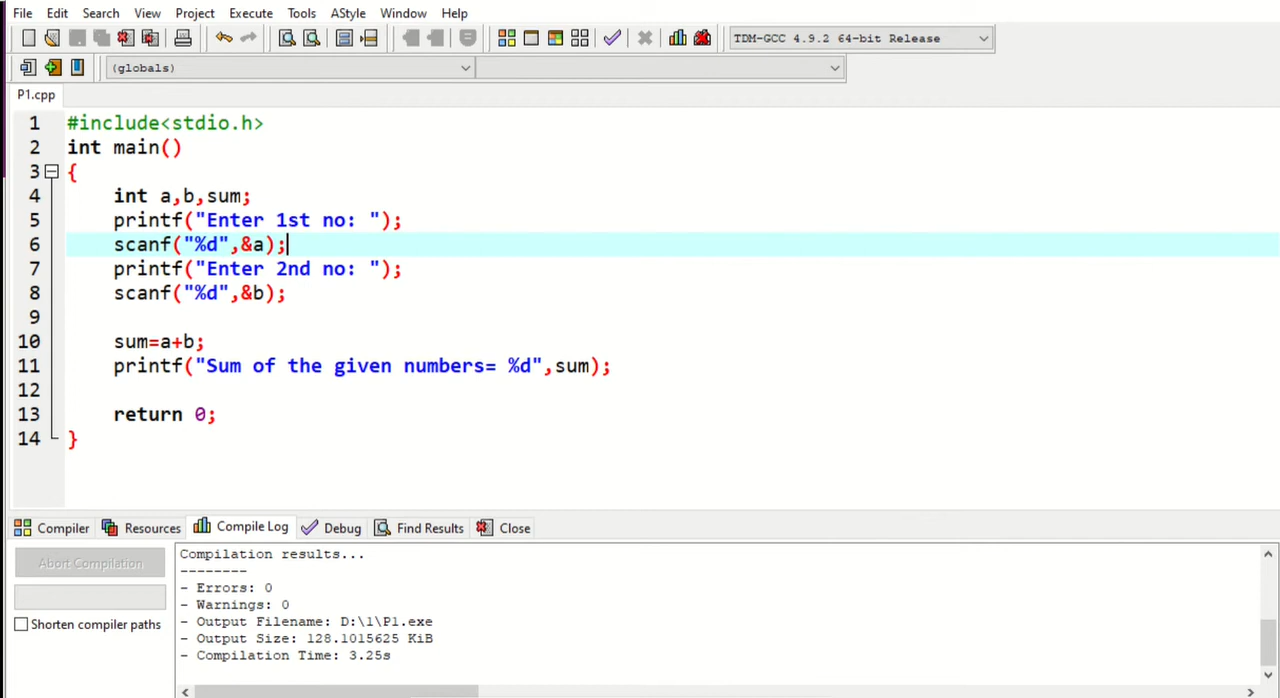 File Edit Search View Project Execute Tools AStyle Window Help
TDM-GCC 4.9.2 64-bit Release
(globals)
P1.cpp
1 #include<stdio.h>
2 int main()
3 {
4 int a,b,sum;
5 printf("Enter 1st no: ");
6 scanf("%d",&a);
7 printf("Enter 2nd no: ");
8 scanf("%d",&b);
9
10 sum=a+b;
11 printf("Sum of the given numbers= %d",sum);
12
13 return 0;
14 }
Compiler Resources Compile Log Debug Find Results Close
Abort Compilation
Shorten compiler paths
Compilation results...
--------
- Errors: 0
- Warnings: 0
- Output Filename: D:\1\P1.exe
- Output Size: 128.1015625 KiB
- Compilation Time: 3.25s